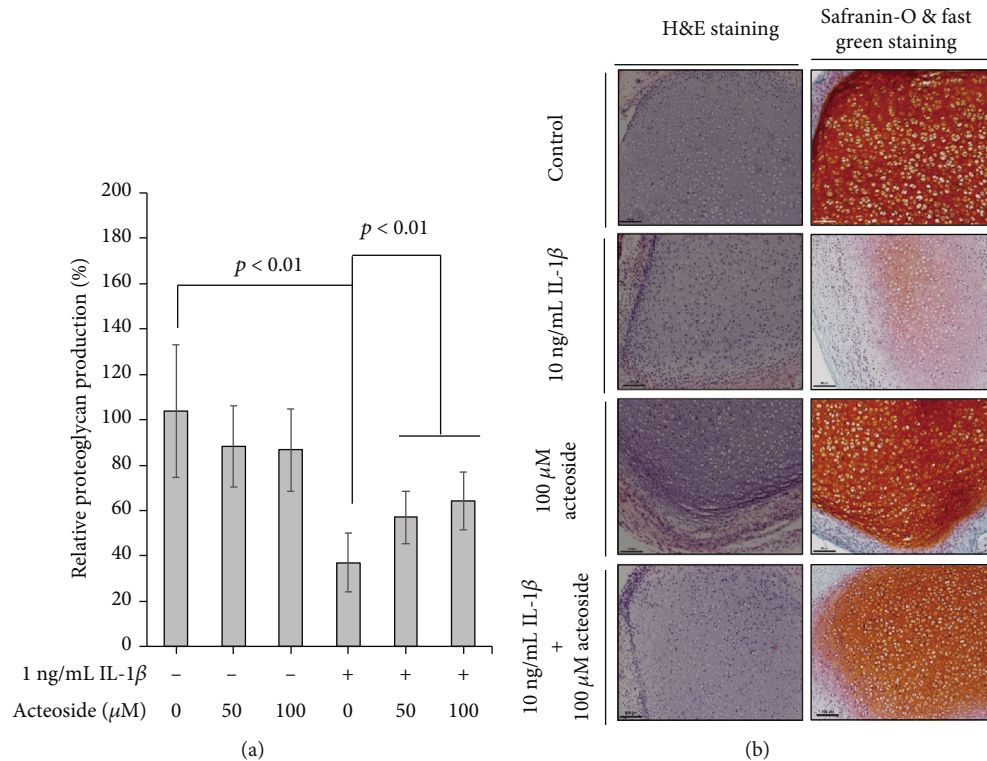 200
180
160
140
120
100
80
60
40
20
0
Relative proteoglycan production (%)
p < 0.01
p < 0.01
1 ng/mL IL-1β – – – + + +
Acteoside (μM) 0 50 100 0 50 100
(a)
H&E staining
Safranin-O & fast
green staining
Control
10 ng/mL IL-1β
100 μM
acteoside
10 ng/mL IL-1β
+
100 μM acteoside
(b)